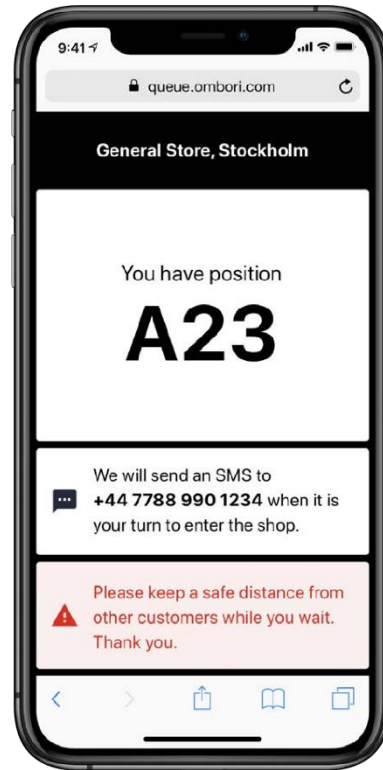 9:41
queue.ombori.com
General Store, Stockholm
You have position
A23
We will send an SMS to
+44 7788 990 1234 when it is
your turn to enter the shop.
Please keep a safe distance from
other customers while you wait.
Thank you.